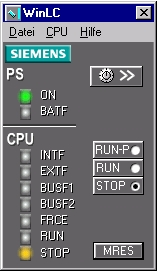 WinLC
Datei CPU Hilfe
SIEMENS
PS
ON
BATF
CPU
INTF
EXTF
BUSF1
BUSF2
FRCE
RUN
STOP
RUN-P
RUN
STOP
MRES